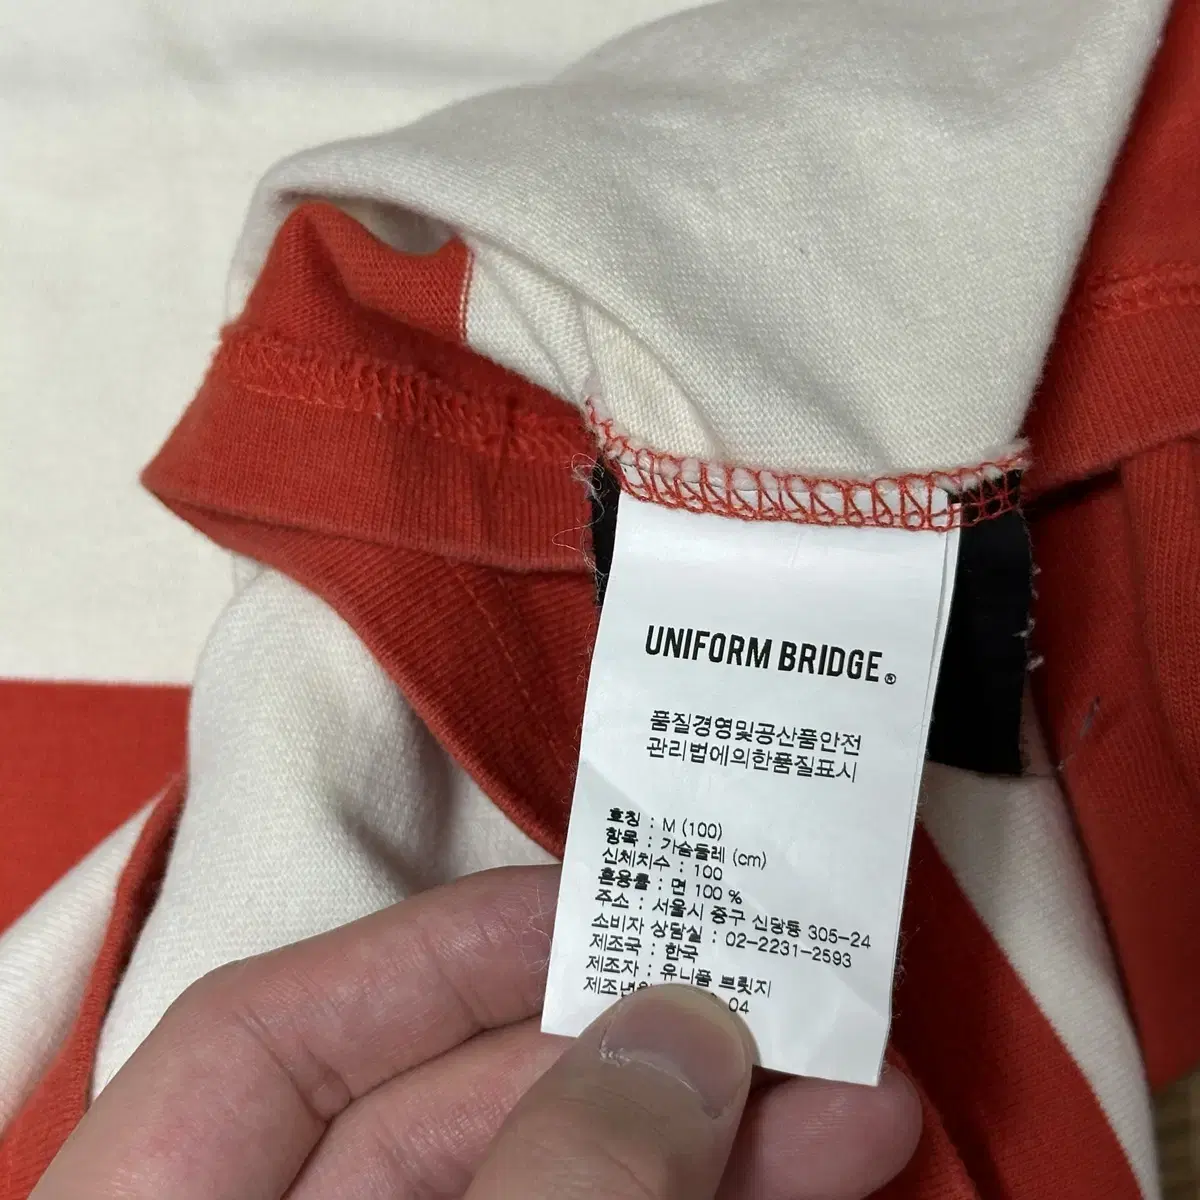 UNIFORM BRIDGE®
품질경영및공산품안전
관리법에의한품질표시
호칭 : M (100)
항목 : 가슴둘레 (cm)
신체치수 : 100
혼용률 : 면 100 %
주소 : 서울시 중구 신당동 305-24
소비자 상담실 : 02-2231-2593
제조국 : 한국
제조자 : 유니폼 브릿지
04